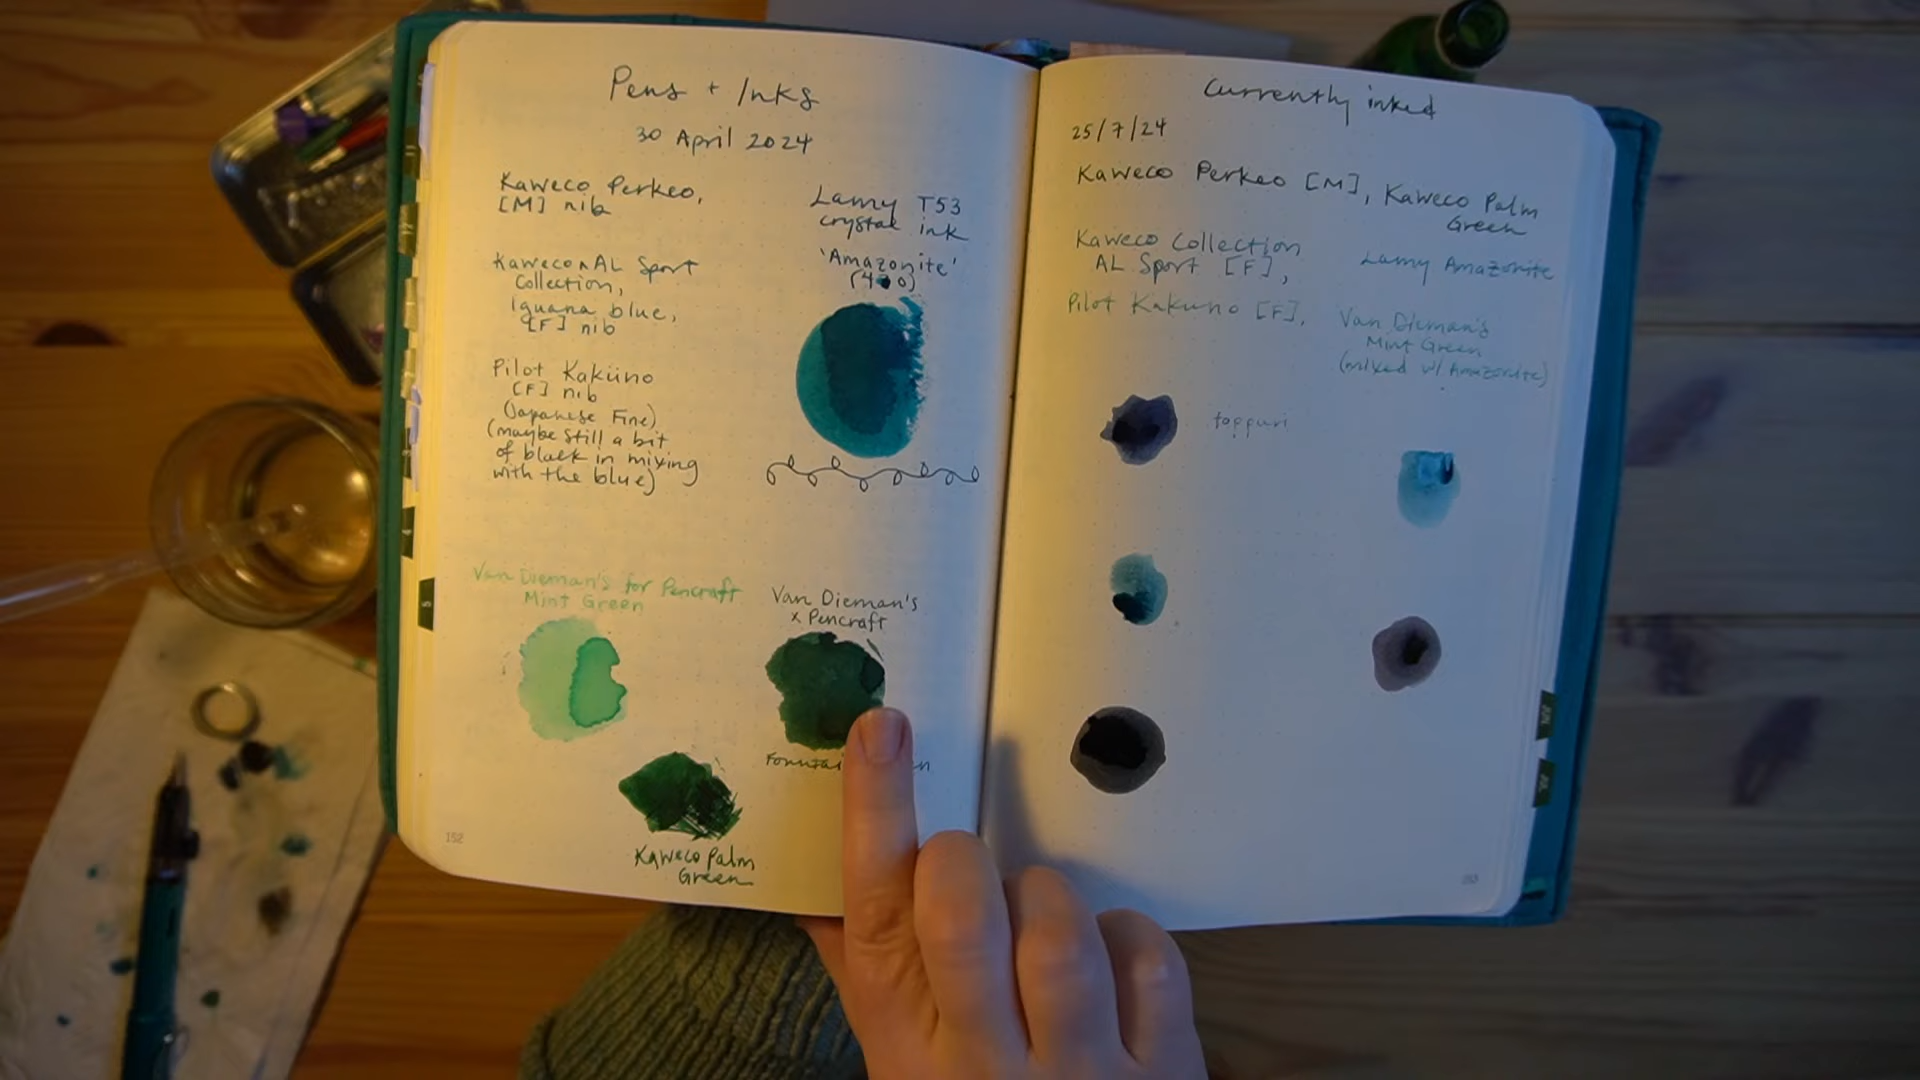 Pens + Inks
30 April 2024
Kaweco Perkeo,
[M] nib
Kaweco AL Sport
Collection,
Iguana blue,
[F] nib
Pilot Kakuno
[F] nib
(Japanese Fine)
(maybe still a bit
of black in mixing
with the blue)
Lamy T53
crystal ink
'Amazonite'
Van Dieman's for Pencraft
Mint Green
Van Dieman's
x Pencraft
Kaweco Palm
Green
152
Currently inked
25/7/24
Kaweco Perkeo [M], Kaweco Palm
Green
Kaweco Collection
AL Sport [F],
Lamy Amazonite
Pilot Kakuno [F],
Van Dieman's
Mint Green
(mixed w/ Amazonite)
153